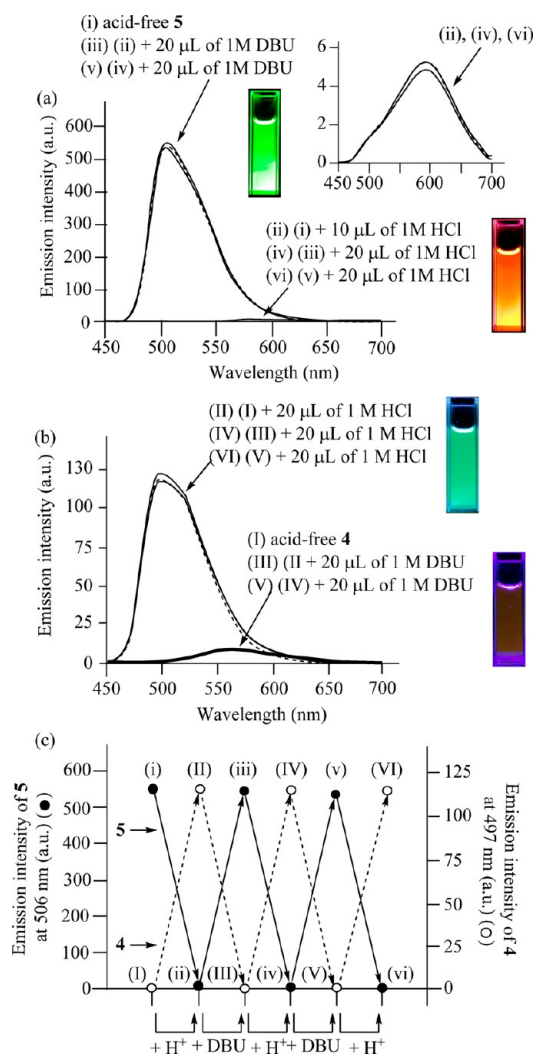 (i) acid-free 5
(iii) (ii) + 20 μL of 1M DBU
(v) (iv) + 20 μL of 1M DBU
(ii), (iv), (vi)
6
4
2
0
450 500 600 700
(a)
Emission intensity (a.u.)
600
500
400
300
200
100
0
(ii) (i) + 10 μL of 1M HCl
(iv) (iii) + 20 μL of 1M HCl
(vi) (v) + 20 μL of 1M HCl
450 500 550 600 650 700
Wavelength (nm)
(b)
Emission intensity (a.u.)
130
100
75
50
25
0
(II) (I) + 20 μL of 1 M HCl
(IV) (III) + 20 μL of 1 M HCl
(VI) (V) + 20 μL of 1 M HCl
(I) acid-free 4
(III) (II + 20 μL of 1 M DBU
(V) (IV) + 20 μL of 1 M DBU
450 500 550 600 650 700
Wavelength (nm)
(c)
Emission intensity of 5
at 506 nm (a.u.) (●)
600
500
400
300
200
100
0
(i) (II) (iii) (IV) (v) (VI)
5
4
(I) (ii) (III) (iv) (V) (vi)
125
100
75
50
25
0
Emission intensity of 4
at 497 nm (a.u.) (○)
+ H⁺ + DBU + H⁺ + DBU + H⁺